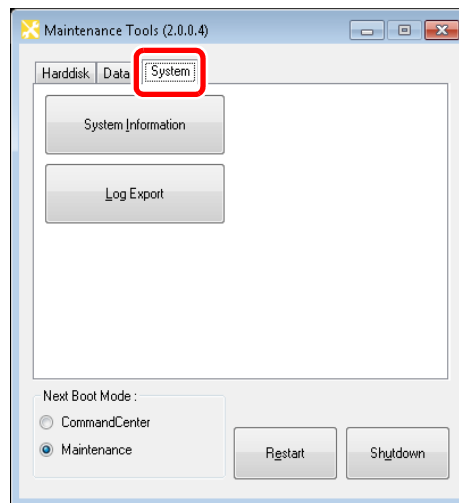 Maintenance Tools (2.0.0.4)
Harddisk Data System
System Information
Log Export
Next Boot Mode :
CommandCenter
Maintenance
Restart Shutdown